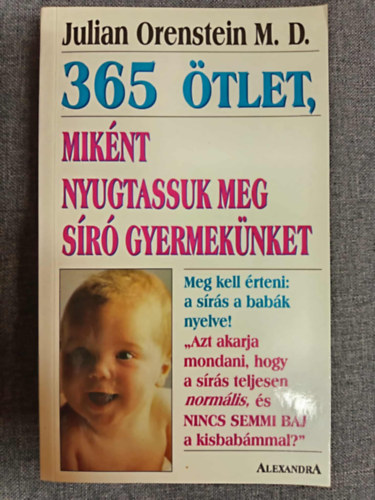 Julian Orenstein M. D.
365 ÖTLET,
MIKÉNT
NYUGTASSUK MEG
SÍRÓ GYERMEKÜNKET
Meg kell érteni:
a sírás a babák
nyelve!
„Azt akarja
mondani, hogy
a sírás teljesen
normális, és
NINCS SEMMI BAJ
a kisbabámmal?”
ALEXANDRA